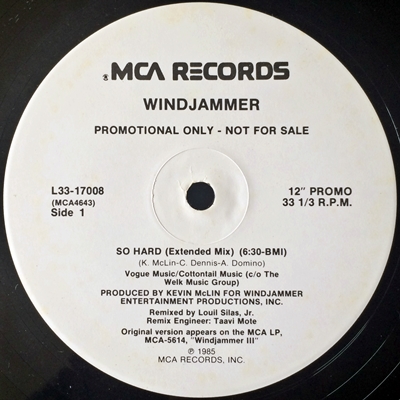 ® MCA RECORDS
WINDJAMMER
PROMOTIONAL ONLY - NOT FOR SALE
L33-17008
(MCA4643)
Side 1
12" PROMO
33 1/3 R.P.M.
SO HARD (Extended Mix) (6:30-BMI)
(K. McLin-C. Dennis-A. Domino)
Vogue Music/Cottontail Music (c/o The
Welk Music Group)
PRODUCED BY KEVIN McLIN FOR WINDJAMMER
ENTERTAINMENT PRODUCTIONS, INC.
Remixed by Louil Silas, Jr.
Remix Engineer: Taavi Mote
Original version appears on the MCA LP,
MCA-5614, "Windjammer III"
℗ 1985
MCA RECORDS, INC.